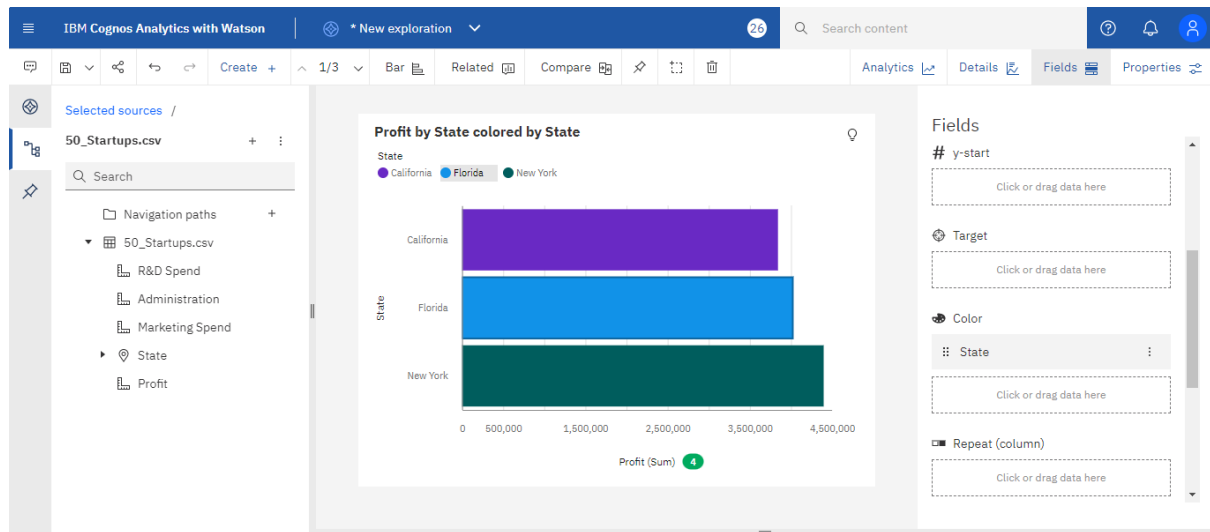 IBM Cognos Analytics with Watson
* New exploration
26
Search content
Create +
1/3
Bar
Related
Compare
Analytics
Details
Fields
Properties
Selected sources /
50_Startups.csv
Search
Navigation paths
50_Startups.csv
R&D Spend
Administration
Marketing Spend
State
Profit
Profit by State colored by State
State
California Florida New York
California
Florida
New York
State
0 500,000 1,500,000 2,500,000 3,500,000 4,500,000
Profit (Sum) 4
Fields
# y-start
Click or drag data here
Target
Click or drag data here
Color
State
Click or drag data here
Repeat (column)
Click or drag data here